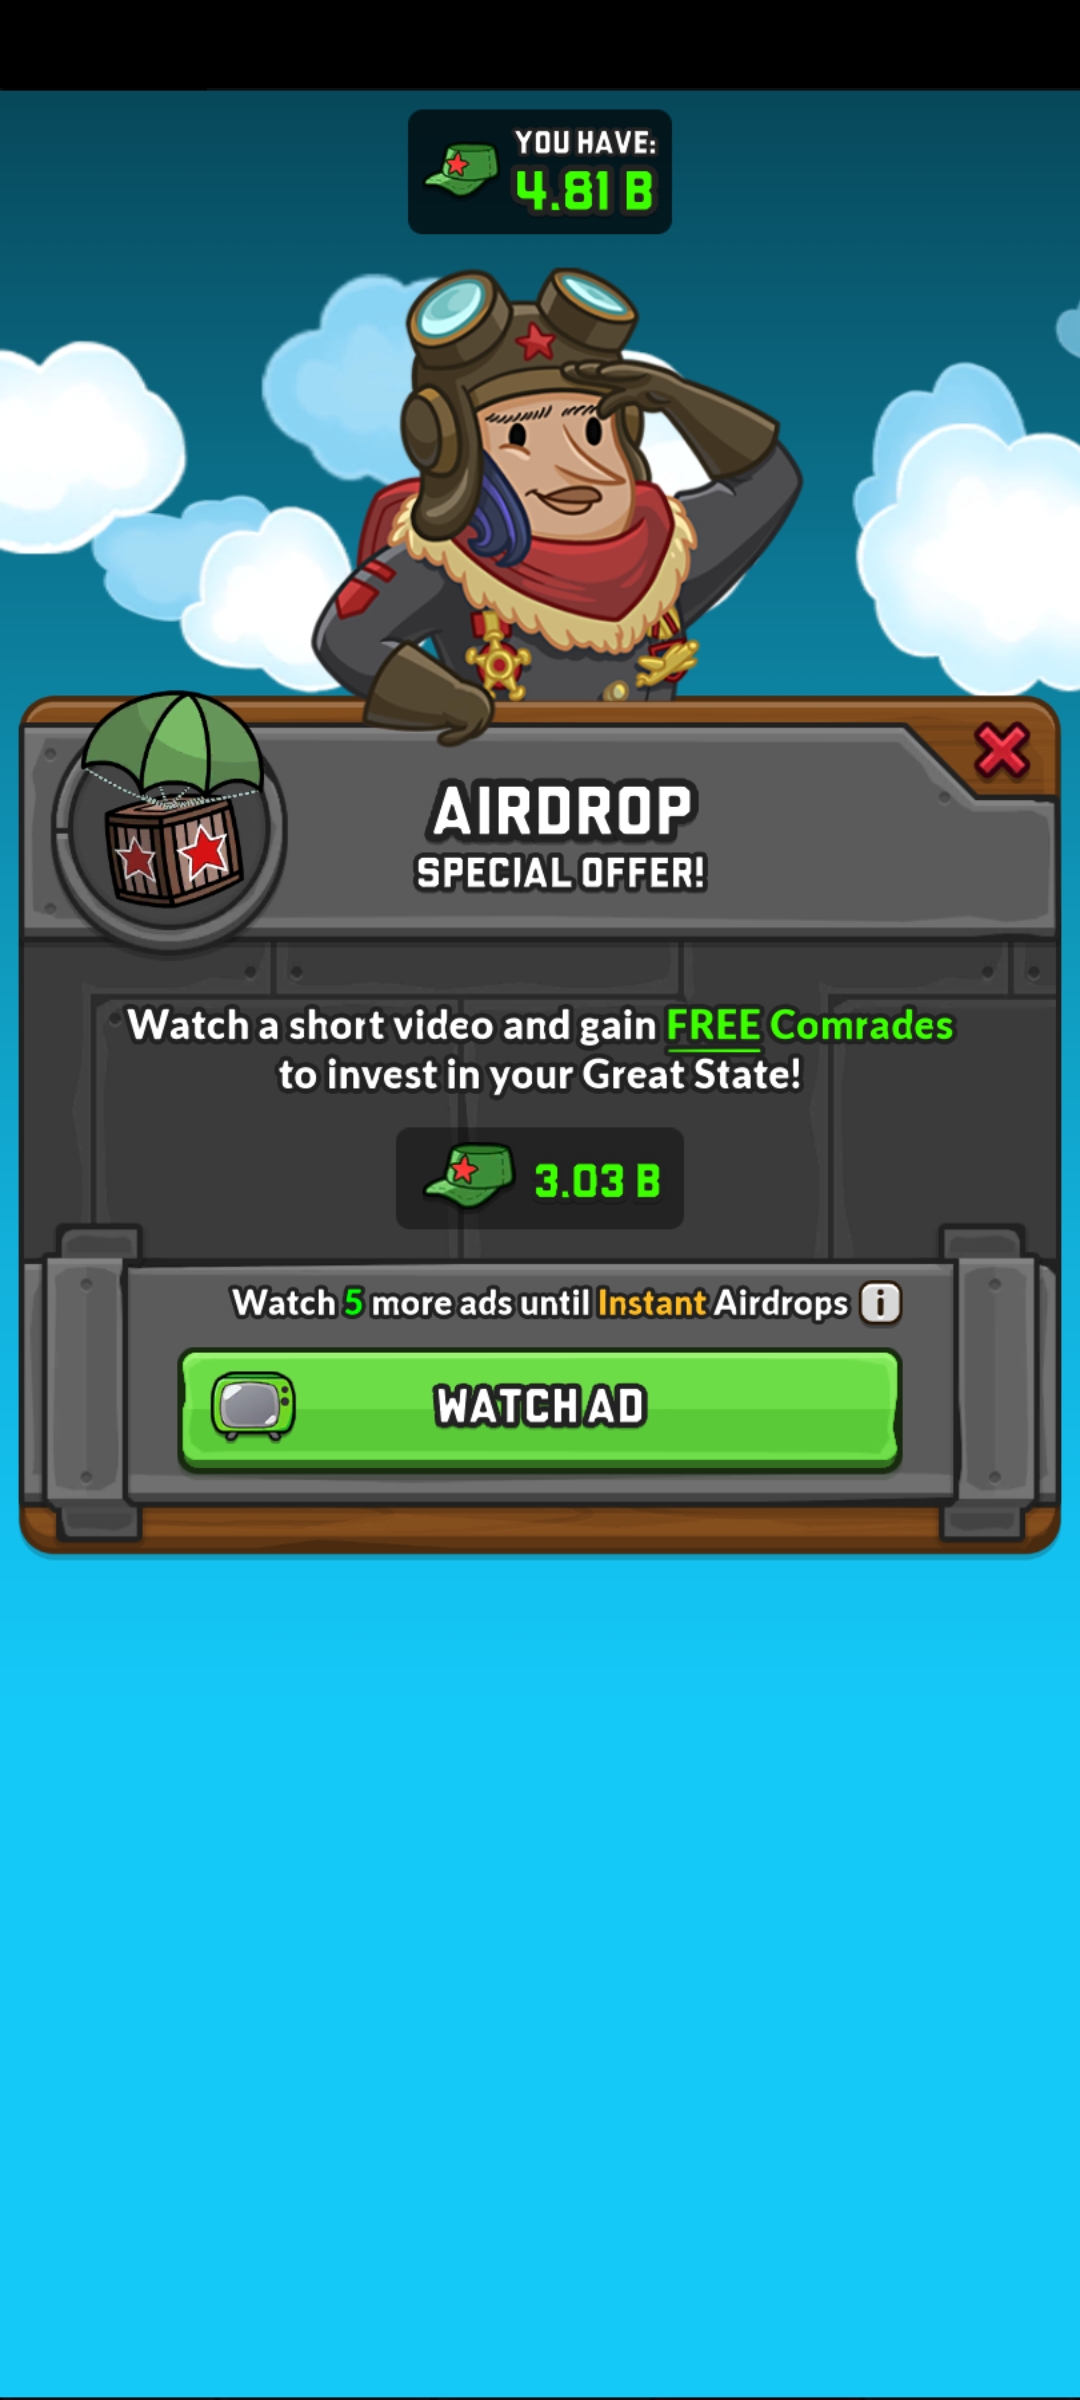 YOU HAVE:
4.81 B
AIRDROP
SPECIAL OFFER!
Watch a short video and gain FREE Comrades
to invest in your Great State!
3.03 B
Watch 5 more ads until Instant Airdrops i
WATCH AD